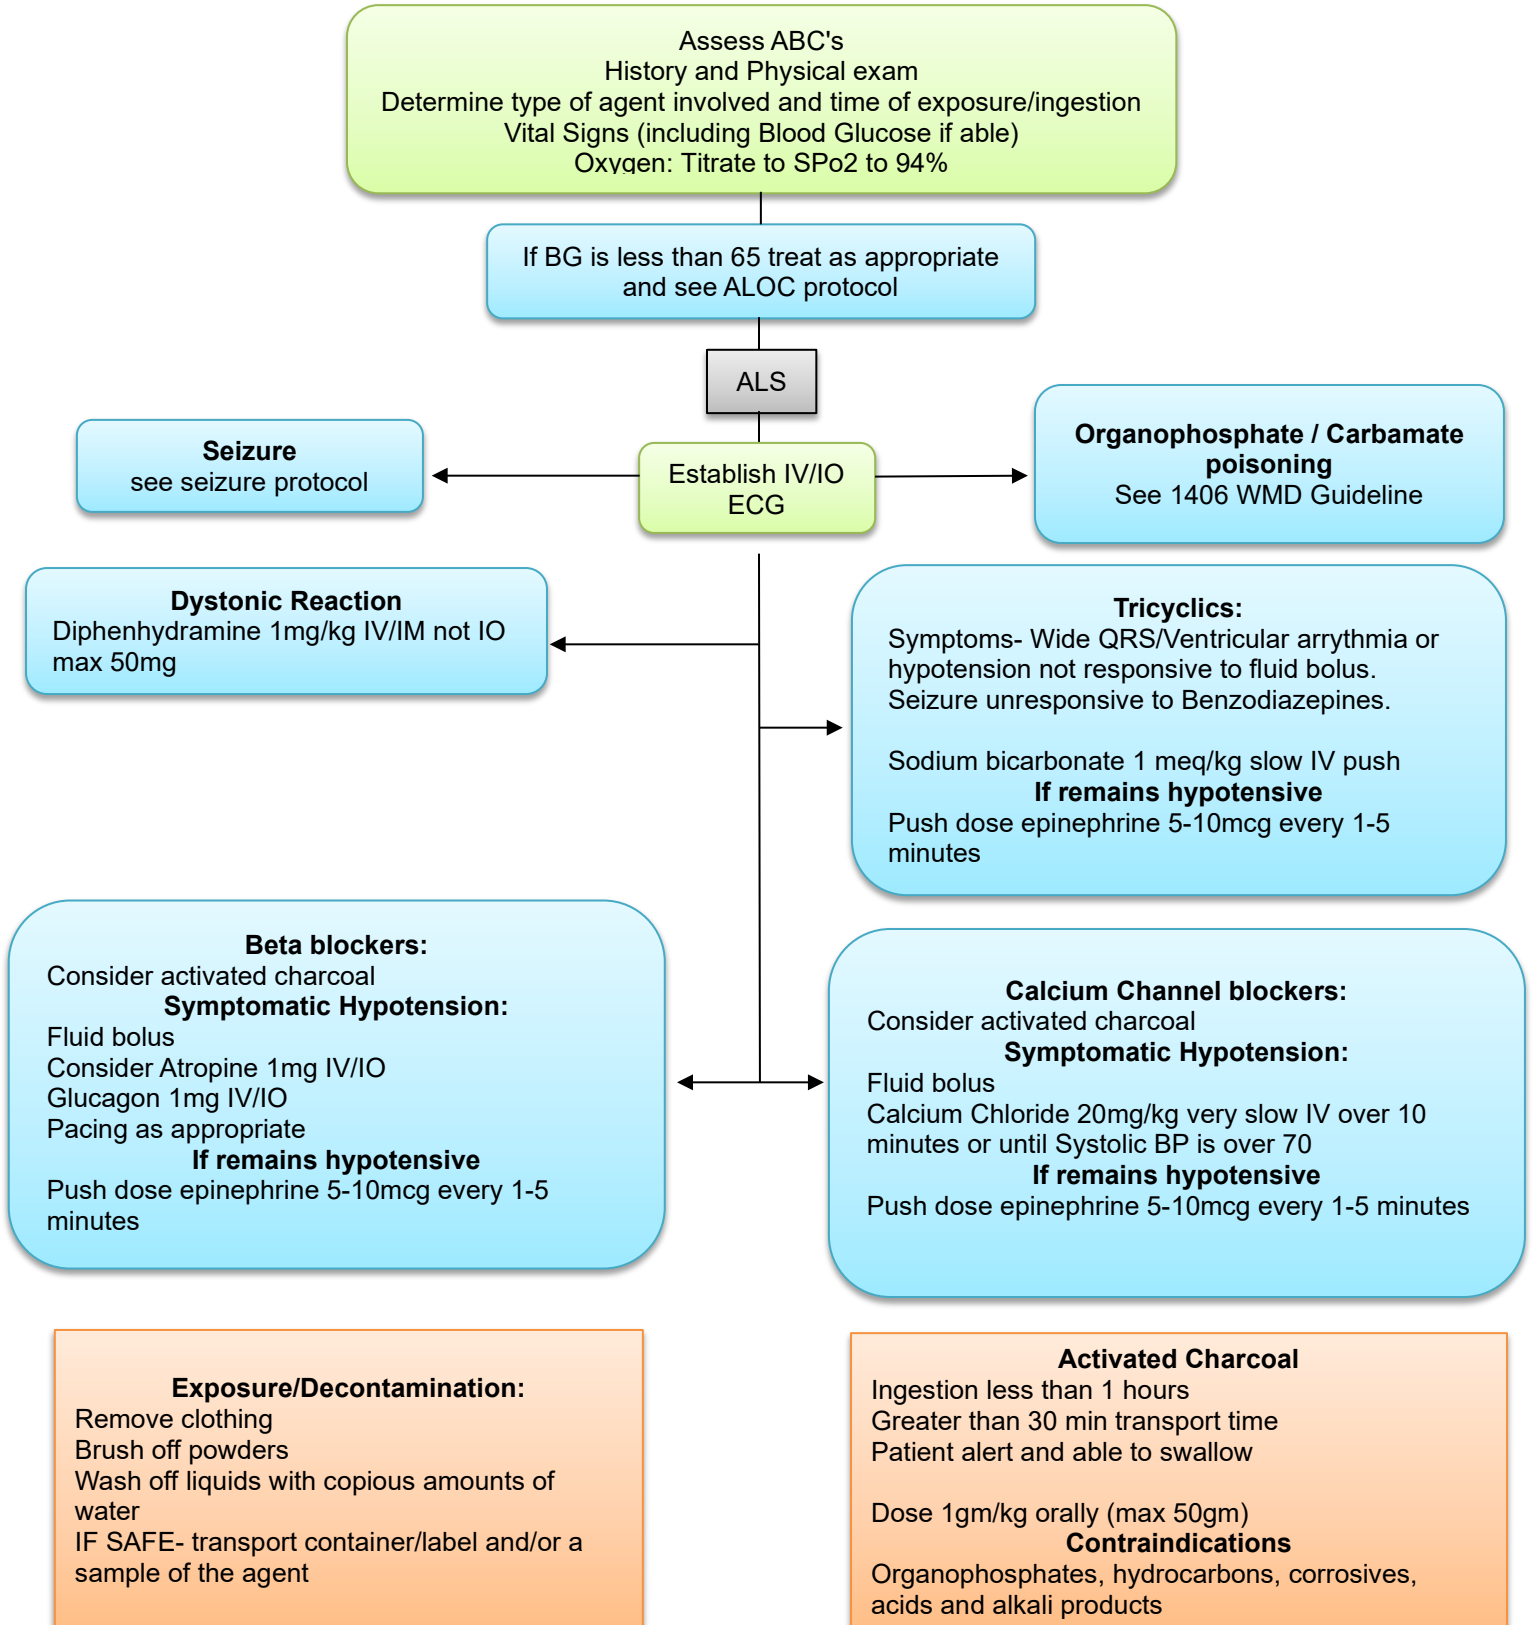 Assess ABC's
History and Physical exam
Determine type of agent involved and time of exposure/ingestion
Vital Signs (including Blood Glucose if able)
Oxygen: Titrate to SPo2 to 94%
If BG is less than 65 treat as appropriate
and see ALOC protocol
ALS
Seizure
see seizure protocol
Establish IV/IO
ECG
Organophosphate / Carbamate
poisoning
See 1406 WMD Guideline
Dystonic Reaction
Diphenhydramine 1mg/kg IV/IM not IO
max 50mg
Tricyclics:
Symptoms- Wide QRS/Ventricular arrythmia or
hypotension not responsive to fluid bolus.
Seizure unresponsive to Benzodiazepines.
Sodium bicarbonate 1 meq/kg slow IV push
If remains hypotensive
Push dose epinephrine 5-10mcg every 1-5
minutes
Beta blockers:
Consider activated charcoal
Symptomatic Hypotension:
Fluid bolus
Consider Atropine 1mg IV/IO
Glucagon 1mg IV/IO
Pacing as appropriate
If remains hypotensive
Push dose epinephrine 5-10mcg every 1-5
minutes
Calcium Channel blockers:
Consider activated charcoal
Symptomatic Hypotension:
Fluid bolus
Calcium Chloride 20mg/kg very slow IV over 10
minutes or until Systolic BP is over 70
If remains hypotensive
Push dose epinephrine 5-10mcg every 1-5 minutes
Exposure/Decontamination:
Remove clothing
Brush off powders
Wash off liquids with copious amounts of
water
IF SAFE- transport container/label and/or a
sample of the agent
Activated Charcoal
Ingestion less than 1 hours
Greater than 30 min transport time
Patient alert and able to swallow
Dose 1gm/kg orally (max 50gm)
Contraindications
Organophosphates, hydrocarbons, corrosives,
acids and alkali products